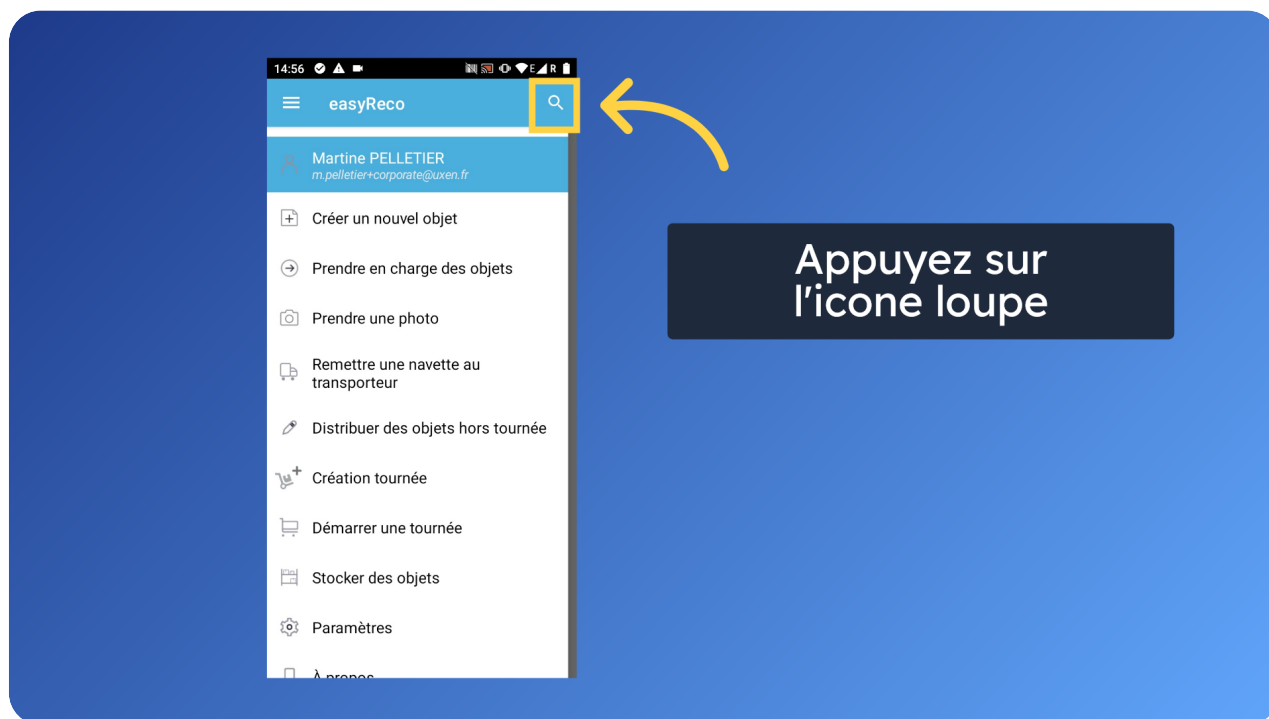 14:56
E R
easyReco
Martine PELLETIER
m.pelletier+corporate@uxen.fr
Créer un nouvel objet
Prendre en charge des objets
Prendre une photo
Remettre une navette au
transporteur
Distribuer des objets hors tournée
Création tournée
Démarrer une tournée
Stocker des objets
Paramètres
À propos
Appuyez sur
l'icone loupe